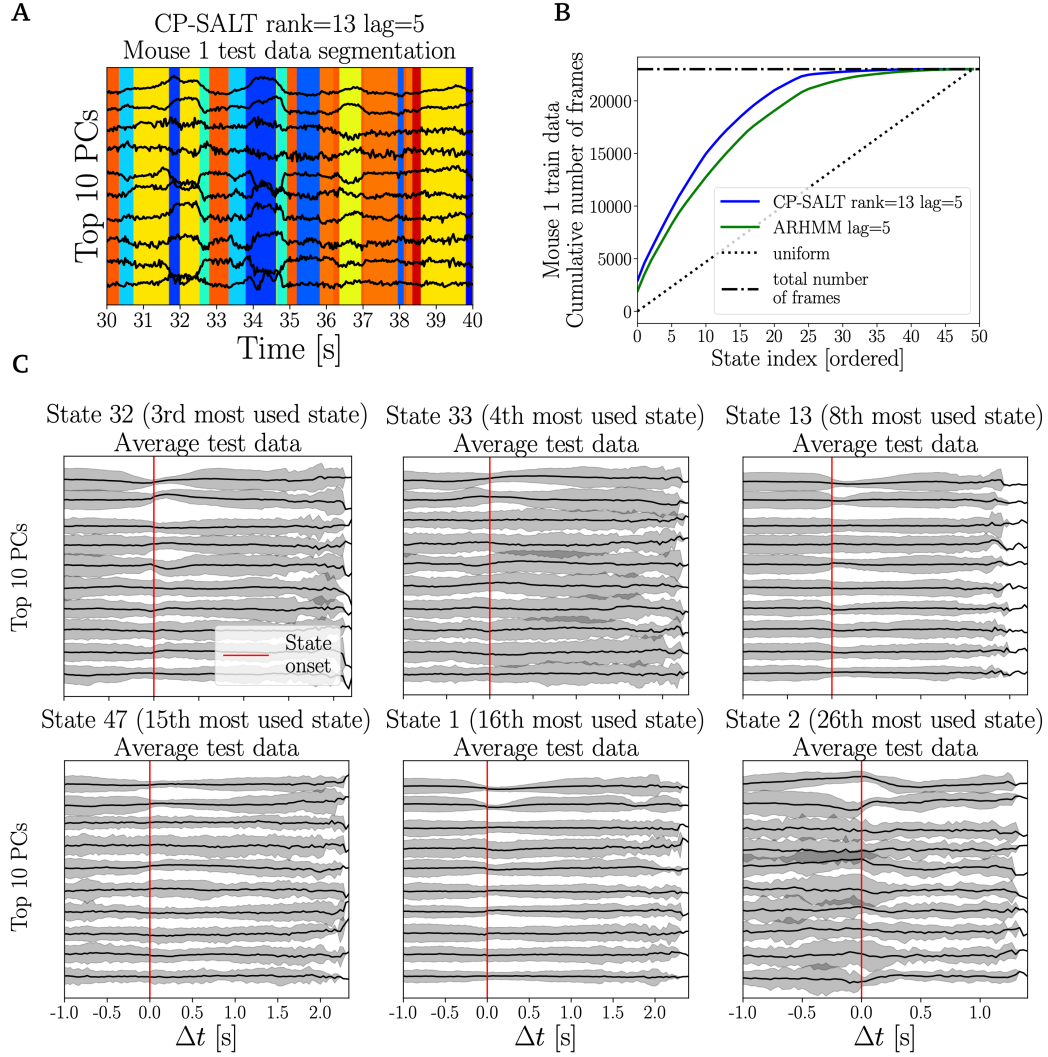 A
CP-SALT rank=13 lag=5
Mouse 1 test data segmentation
Top 10 PCs
30 31 32 33 34 35 36 37 38 39 40
Time [s]
B
Mouse 1 train data
Cumulative number of frames
20000
15000
10000
5000
0
CP-SALT rank=13 lag=5
ARHMM lag=5
uniform
total number
of frames
0 5 10 15 20 25 30 35 40 45 50
State index [ordered]
C
State 32 (3rd most used state)
Average test data
Top 10 PCs
State
onset
State 33 (4th most used state)
Average test data
State 13 (8th most used state)
Average test data
State 47 (15th most used state)
Average test data
Top 10 PCs
-1.0 -0.5 0.0 0.5 1.0 1.5 2.0
Δt [s]
State 1 (16th most used state)
Average test data
-1.0 -0.5 0.0 0.5 1.0 1.5 2.0
Δt [s]
State 2 (26th most used state)
Average test data
-1.0 -0.5 0.0 0.5 1.0
Δt [s]